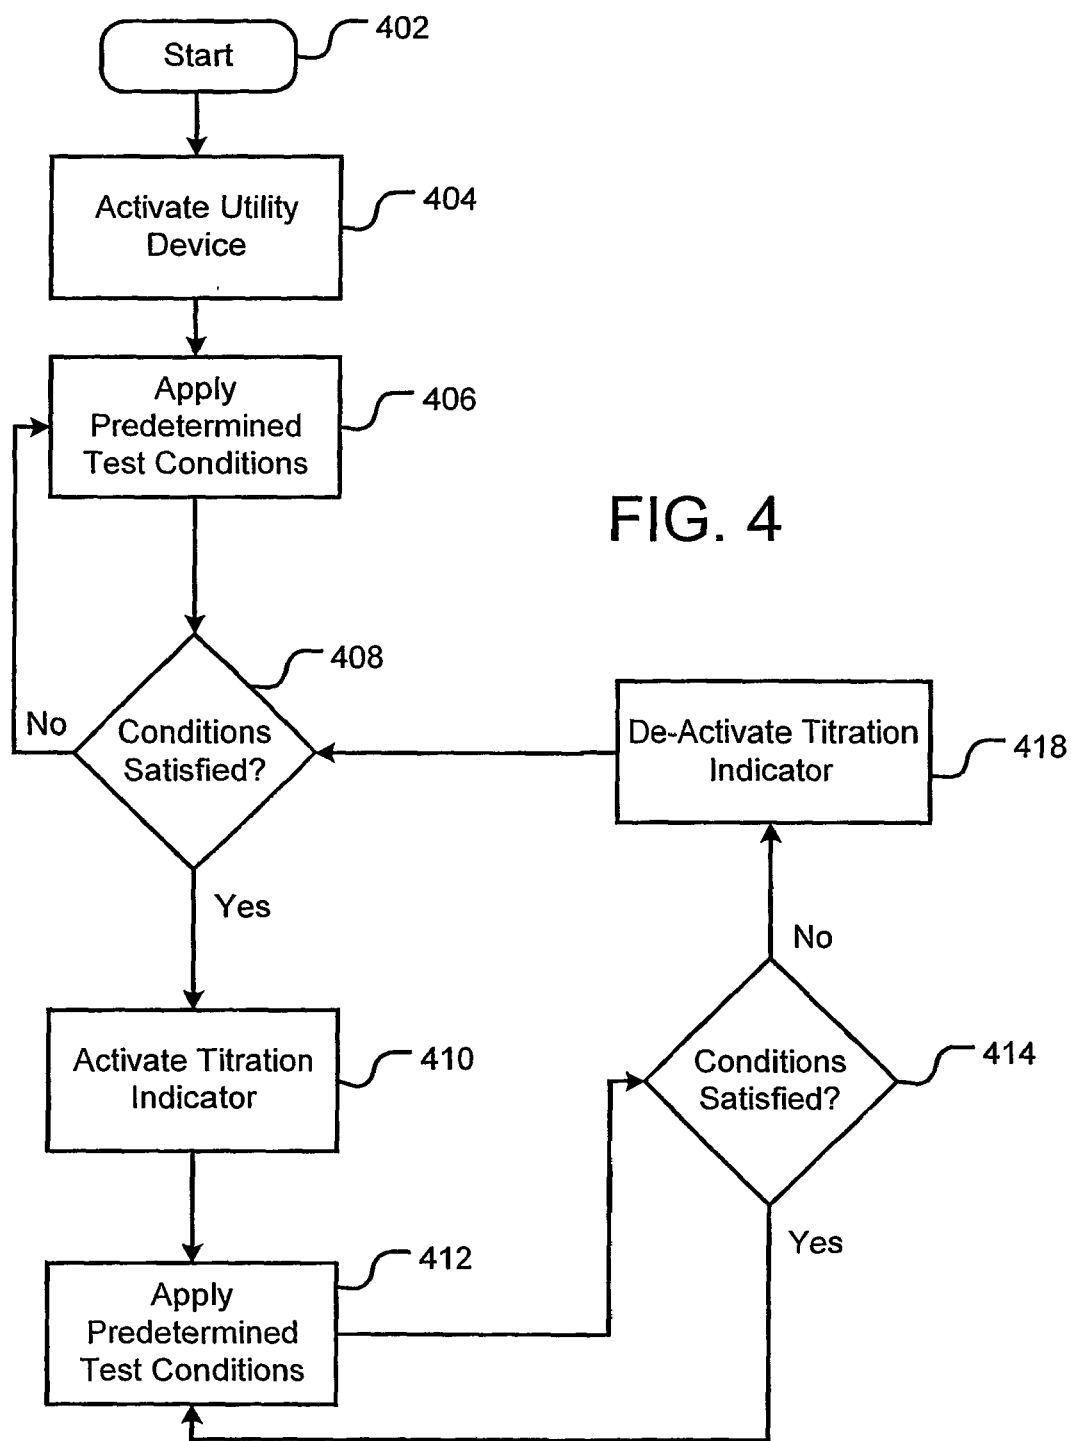 Start
402
Activate Utility
Device
404
Apply
Predetermined
Test Conditions
406
FIG. 4
408
Conditions
Satisfied?
No
Yes
De-Activate Titration
Indicator
418
No
Conditions
Satisfied?
414
Yes
Activate Titration
Indicator
410
Apply
Predetermined
Test Conditions
412